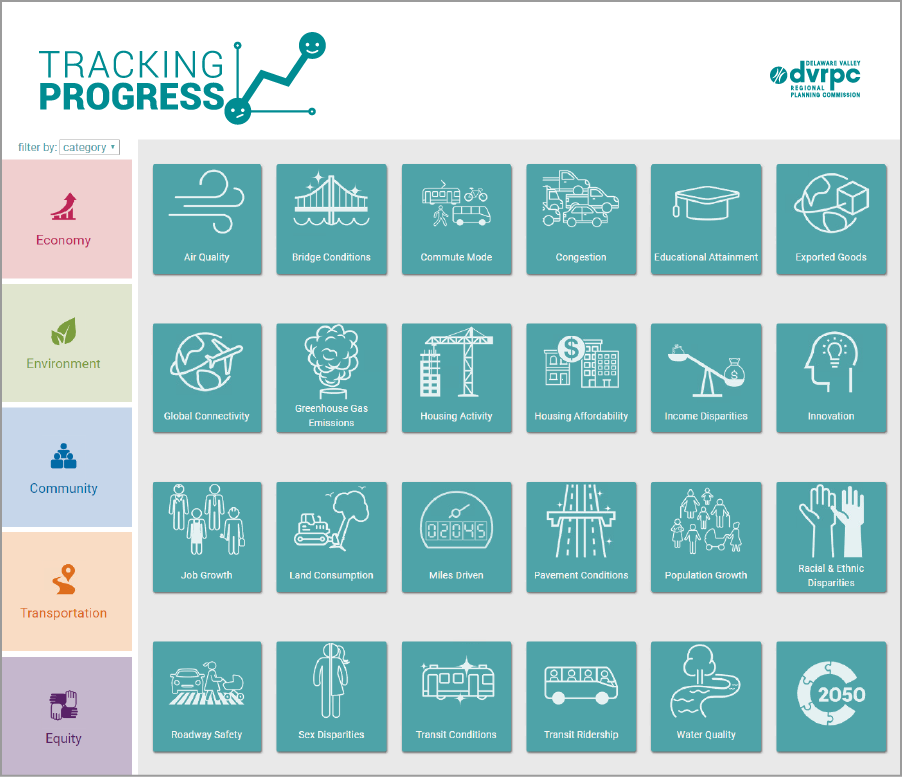 TRACKING
PROGRESS
DELAWARE VALLEY
dvrpc
REGIONAL
PLANNING COMMISSION
filter by: category
Economy
Environment
Community
Transportation
Equity
Air Quality
Bridge Conditions
Commute Mode
Congestion
Educational Attainment
Exported Goods
Global Connectivity
Greenhouse Gas
Emissions
Housing Activity
$
Housing Affordability
$
Income Disparities
Innovation
Job Growth
Land Consumption
02045
Miles Driven
Pavement Conditions
Population Growth
Racial & Ethnic
Disparities
Roadway Safety
Sex Disparities
Transit Conditions
Transit Ridership
Water Quality
2050